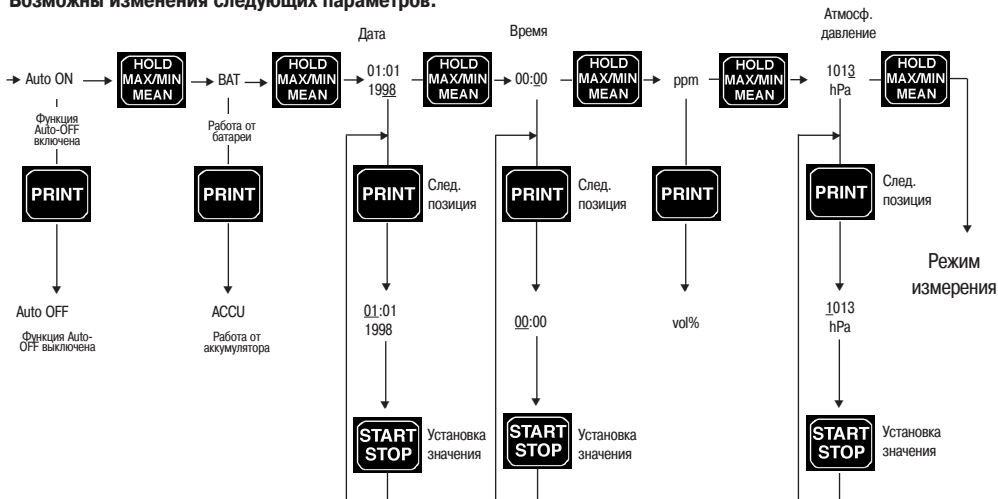 Возможны изменения следующих параметров:
Дата
Время
Атмосф.
давление
Auto ON
HOLD
MAX/MIN
MEAN
BAT
HOLD
MAX/MIN
MEAN
01:01
1998
HOLD
MAX/MIN
MEAN
00:00
HOLD
MAX/MIN
MEAN
ppm
HOLD
MAX/MIN
MEAN
1013
hPa
HOLD
MAX/MIN
MEAN
Функция
Auto-OFF
включена
Работа от
батареи
PRINT
PRINT
PRINT
След.
позиция
PRINT
След.
позиция
PRINT
PRINT
След.
позиция
Режим
измерения
Auto OFF
Функция Auto-
OFF выключена
ACCU
Работа от
аккумулятора
01:01
1998
00:00
vol%
1013
hPa
START
STOP
Установка
значения
START
STOP
Установка
значения
START
STOP
Установка
значения